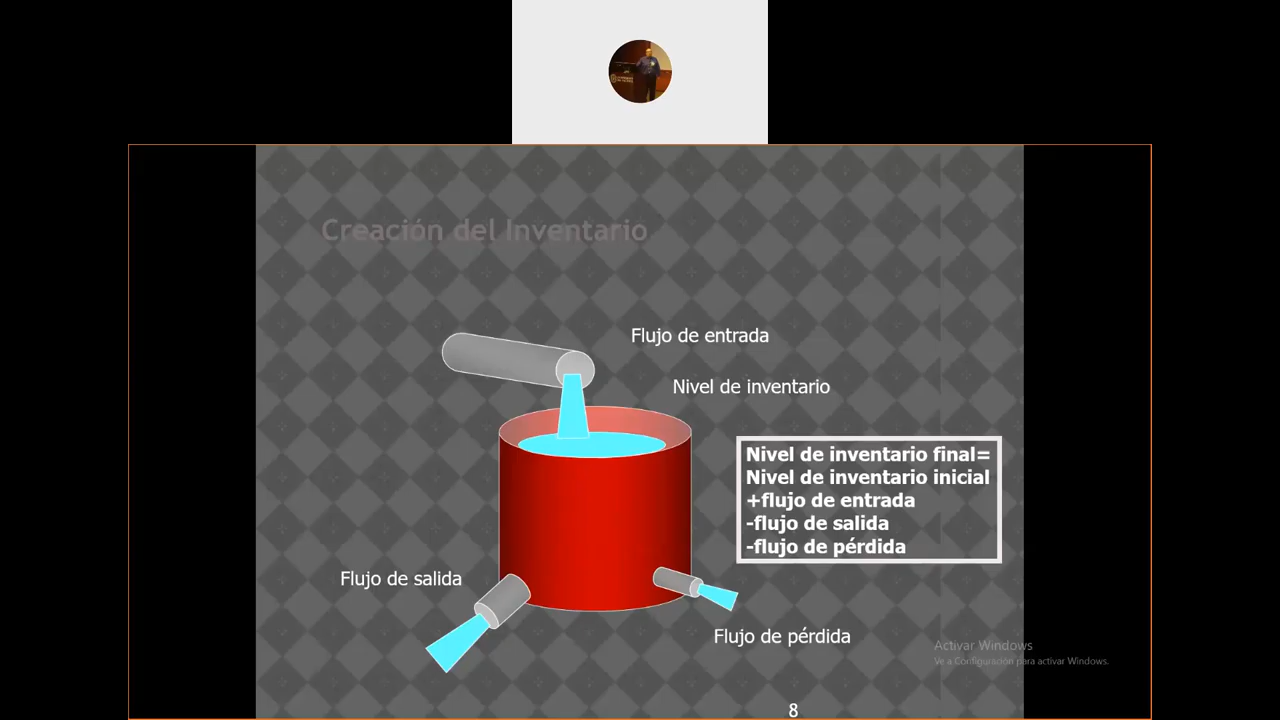 Creación del Inventario
Flujo de entrada
Nivel de inventario
Nivel de inventario final=
Nivel de inventario inicial
+flujo de entrada
-flujo de salida
-flujo de pérdida
Flujo de salida
Flujo de pérdida
Activar Windows
Ve a Configuración para activar Windows.
8